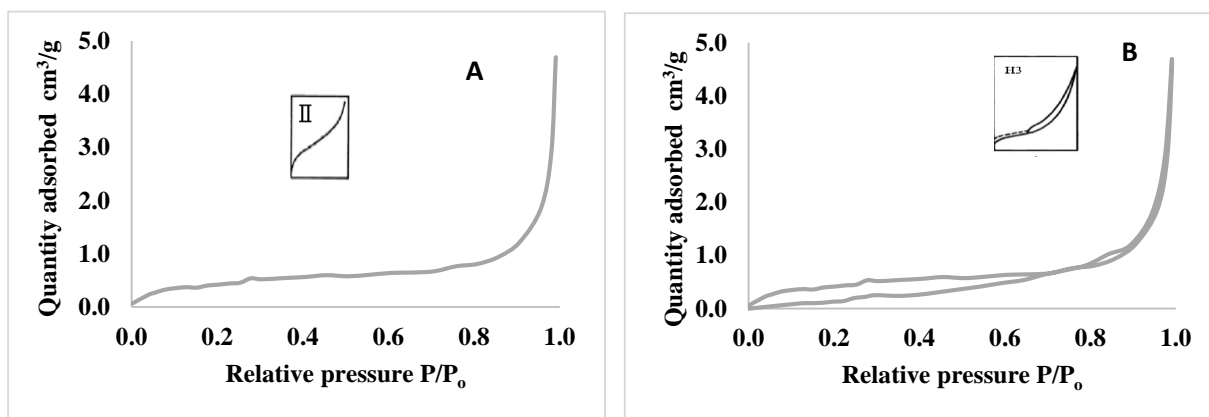 A
Quantity adsorbed cm³/g
5.0
4.0
3.0
2.0
1.0
0.0
II
0.0 0.2 0.4 0.6 0.8 1.0
Relative pressure P/Pₒ
B
Quantity adsorbed cm³/g
5.0
4.0
3.0
2.0
1.0
0.0
H3
0.0 0.2 0.4 0.6 0.8 1.0
Relative pressure P/Pₒ